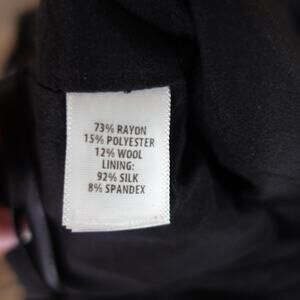 73% RAYON
15% POLYESTER
12% WOOL
LINING:
92% SILK
8% SPANDEX